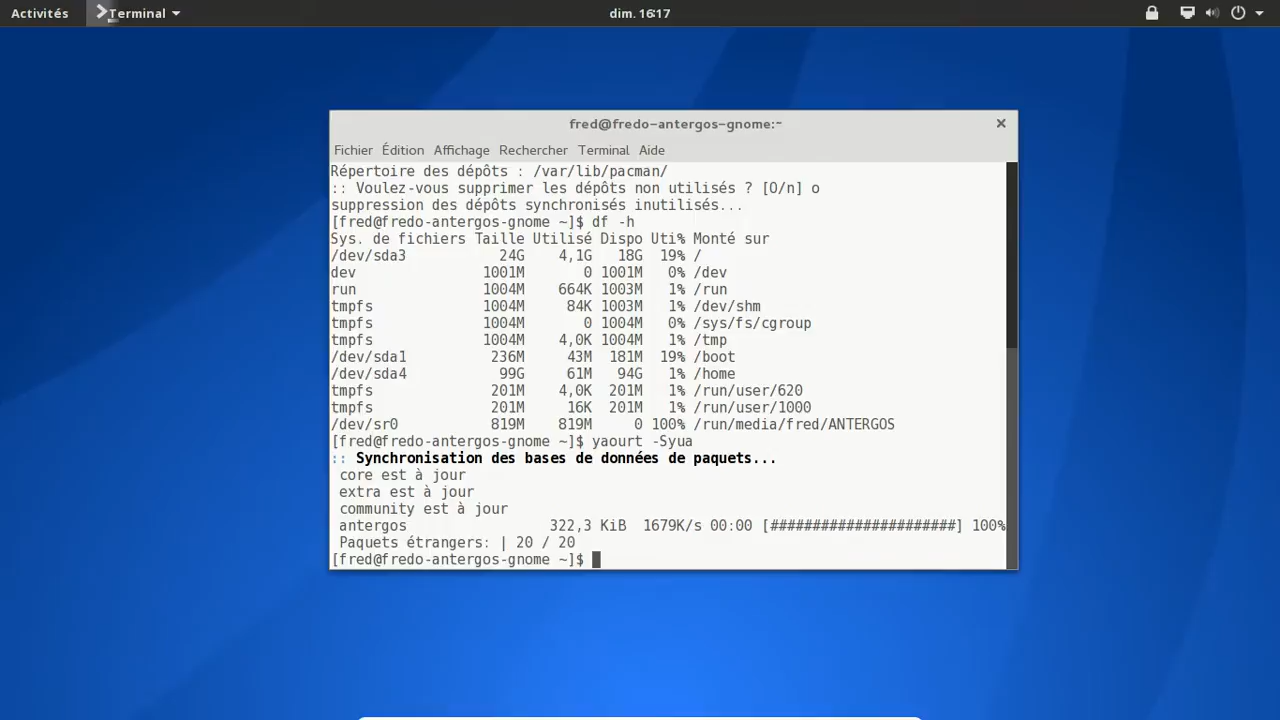 Activités Terminal dim. 16:17
fred@fredo-antergos-gnome:~
Fichier Édition Affichage Rechercher Terminal Aide
Répertoire des dépôts : /var/lib/pacman/
:: Voulez-vous supprimer les dépôts non utilisés ? [O/n] o
suppression des dépôts synchronisés inutilisés...
[fred@fredo-antergos-gnome ~]$ df -h
Sys. de fichiers Taille Utilisé Dispo Uti% Monté sur
/dev/sda3 24G 4,1G 18G 19% /
dev 1001M 0 1001M 0% /dev
run 1004M 664K 1003M 1% /run
tmpfs 1004M 84K 1003M 1% /dev/shm
tmpfs 1004M 0 1004M 0% /sys/fs/cgroup
tmpfs 1004M 4,0K 1004M 1% /tmp
/dev/sda1 236M 43M 181M 19% /boot
/dev/sda4 99G 61M 94G 1% /home
tmpfs 201M 4,0K 201M 1% /run/user/620
tmpfs 201M 16K 201M 1% /run/user/1000
/dev/sr0 819M 819M 0 100% /run/media/fred/ANTERGOS
[fred@fredo-antergos-gnome ~]$ yaourt -Syua
:: Synchronisation des bases de données de paquets...
core est à jour
extra est à jour
community est à jour
antergos 322,3 KiB 1679K/s 00:00 [######################] 100%
Paquets étrangers: | 20 / 20
[fred@fredo-antergos-gnome ~]$